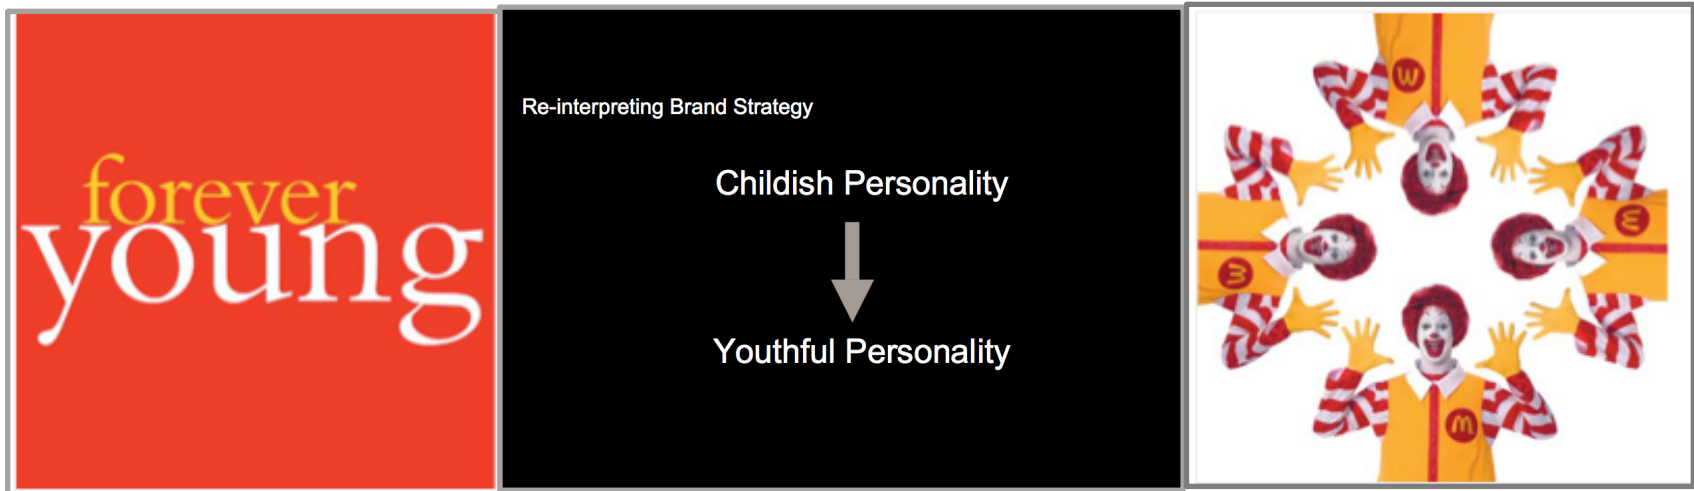 forever
young
Re-interpreting Brand Strategy
Childish Personality
Youthful Personality